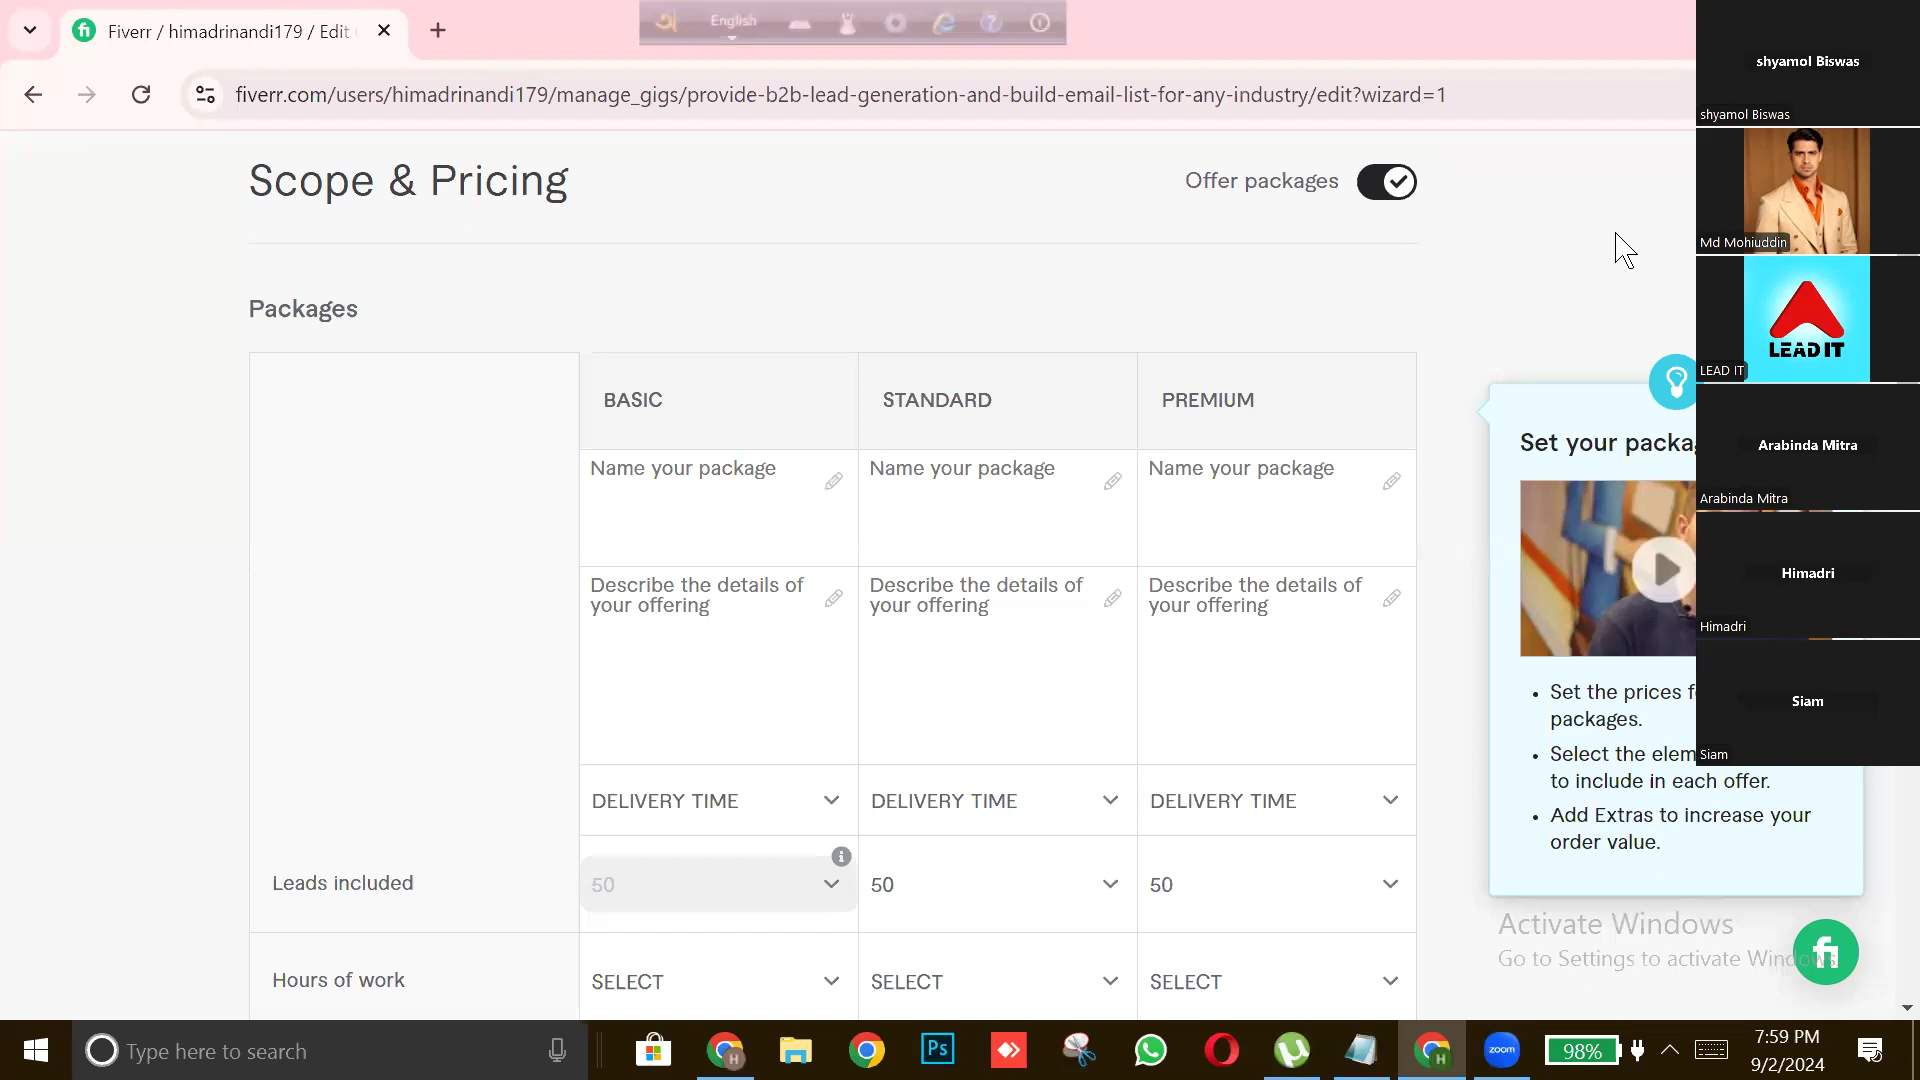 Fiverr / himadrinandi179 / Edit
English
fiverr.com/users/himadrinandi179/manage_gigs/provide-b2b-lead-generation-and-build-email-list-for-any-industry/edit?wizard=1
Scope & Pricing
Offer packages
Packages
BASIC
STANDARD
PREMIUM
Name your package
Name your package
Name your package
Describe the details of
your offering
Describe the details of
your offering
Describe the details of
your offering
DELIVERY TIME
DELIVERY TIME
DELIVERY TIME
Leads included
50
50
50
Hours of work
SELECT
SELECT
SELECT
Set your
Set the prices
packages.
Select the
to include in each offer.
Add Extras to increase your
order value.
Activate Windows
Go to Settings to activate Windows.
shyamol Biswas
shyamol Biswas
Md Mohiuddin
LEAD IT
LEAD IT
Arabinda Mitra
Arabinda Mitra
Himadri
Himadri
Siam
Siam
Type here to search
Ps
zoom
98%
7:59 PM
9/2/2024